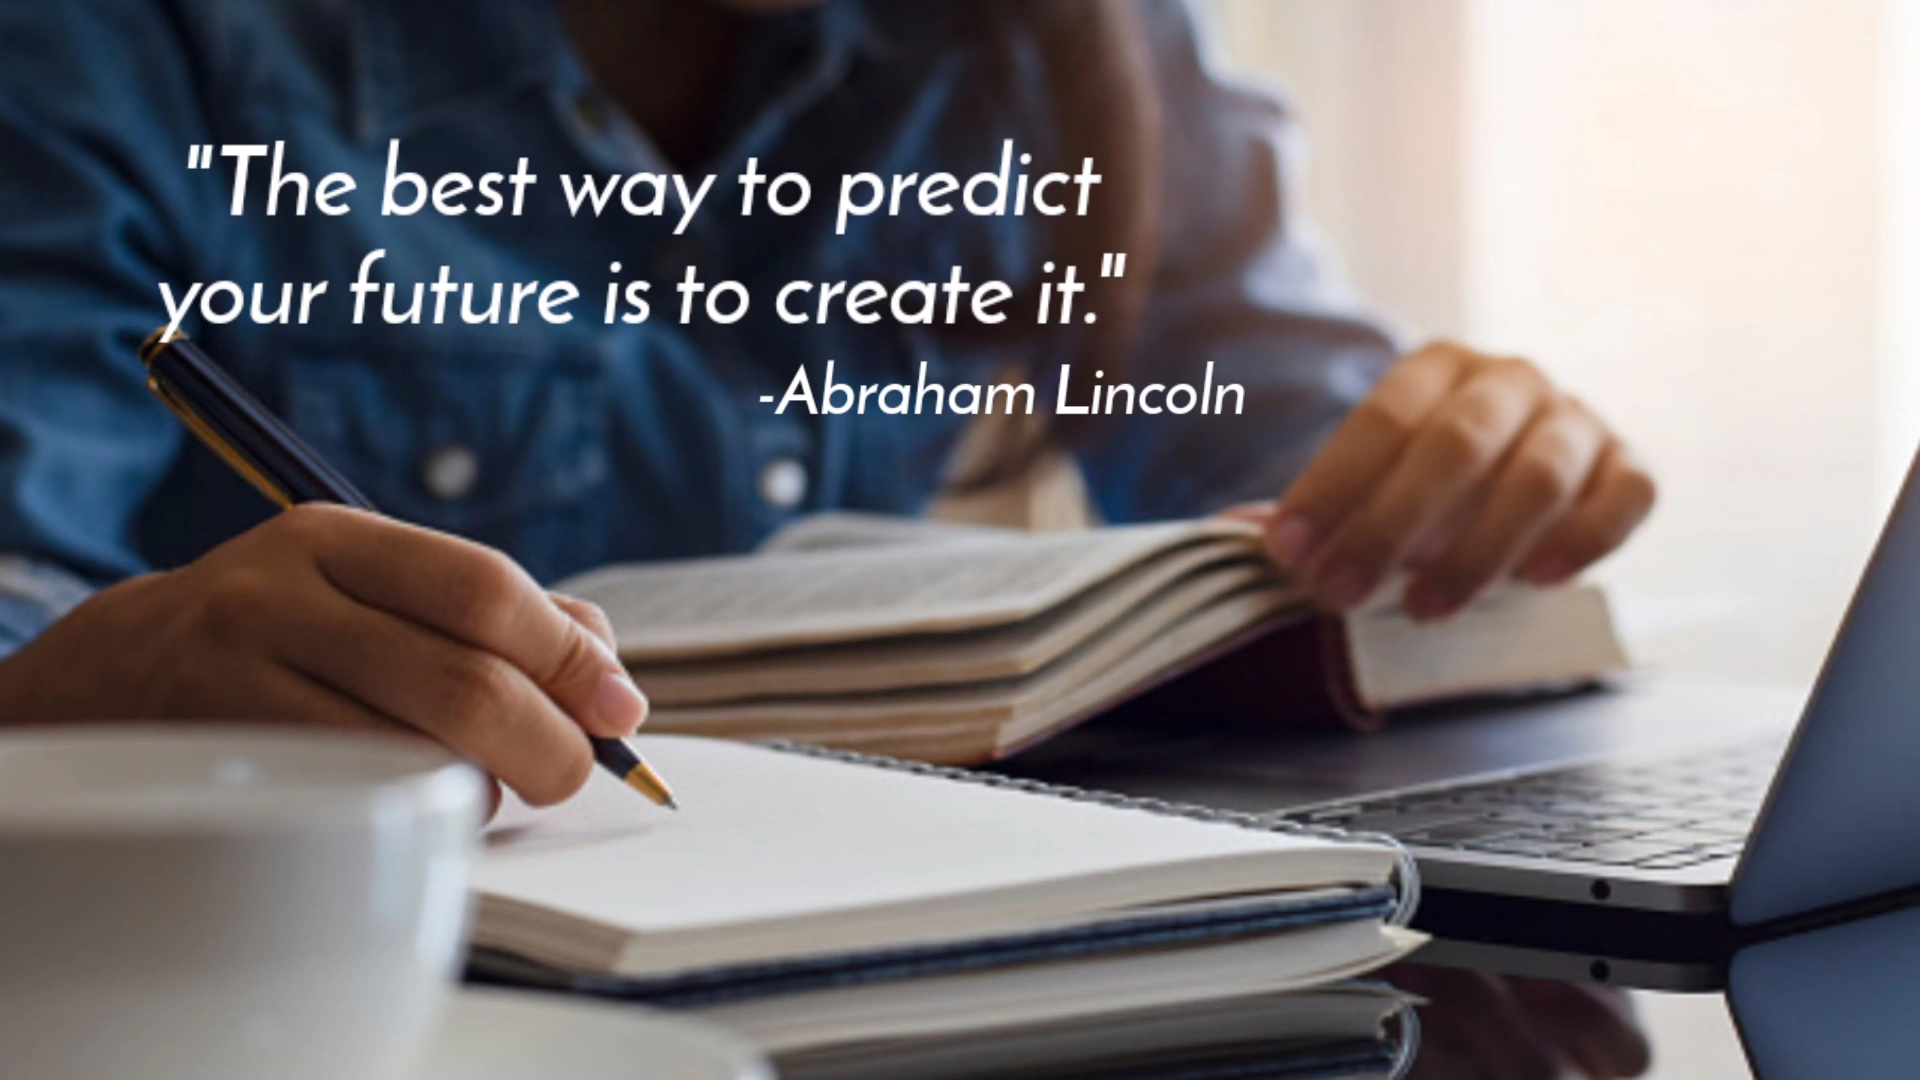 "The best way to predict
your future is to create it."
-Abraham Lincoln